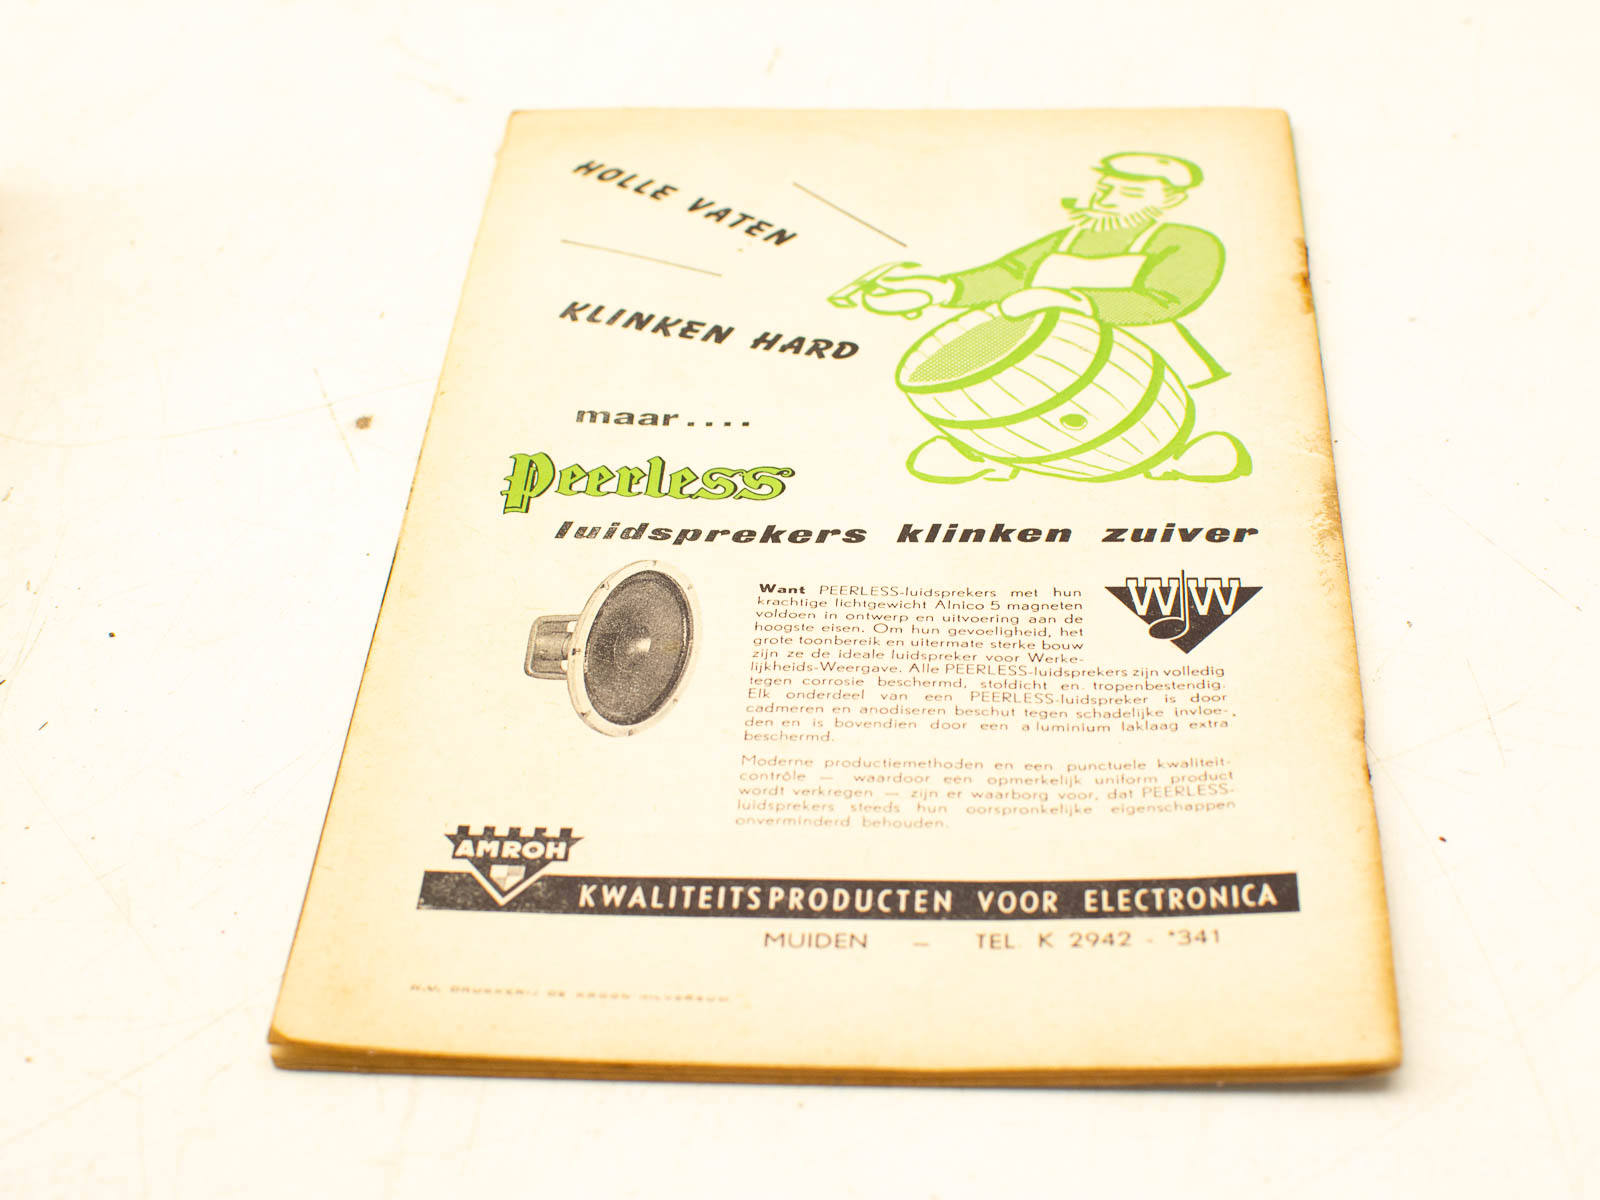 HOLLE VATEN
KLINKEN HARD
maar....
Peerless
luidsprekers klinken zuiver
Want PEERLESS-luidsprekers met hun
krachtige lichtgewicht Alnico 5 magneten
voldoen in ontwerp en uitvoering aan de
hoogste eisen. Om hun gevoeligheid, het
grote toonbereik en uitermate sterke bouw
zijn ze de ideale luidspreker voor Werke-
lijkheids-Weergave. Alle PEERLESS-luidsprekers zijn volledig
tegen corrosie beschermd, stofdicht en tropenbestendig.
Elk onderdeel van een PEERLESS-luidspreker is door
cadmeren en anodiseren beschut tegen schadelijke invloe-
den en is bovendien door een aluminium laklaag extra
beschermd.
WW
Moderne productiemethoden en een punctuele kwaliteit-
contrôle — waardoor een opmerkelijk uniform product
wordt verkregen — zijn er waarborg voor, dat PEERLESS-
luidsprekers steeds hun oorspronkelijke eigenschappen
onverminderd behouden.
AMROH
KWALITEITSPRODUCTEN VOOR ELECTRONICA
MUIDEN — TEL K 2942 - *341
N.V. DRUKKERIJ DE KROON HILVERSUM